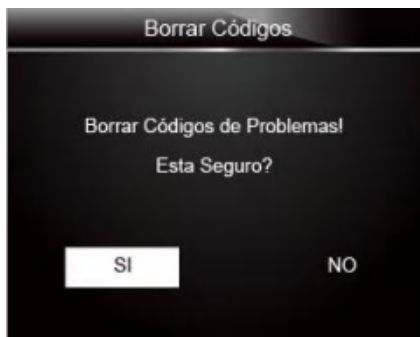 Borrar Códigos
Borrar Códigos de Problemas!
Esta Seguro?
SI NO